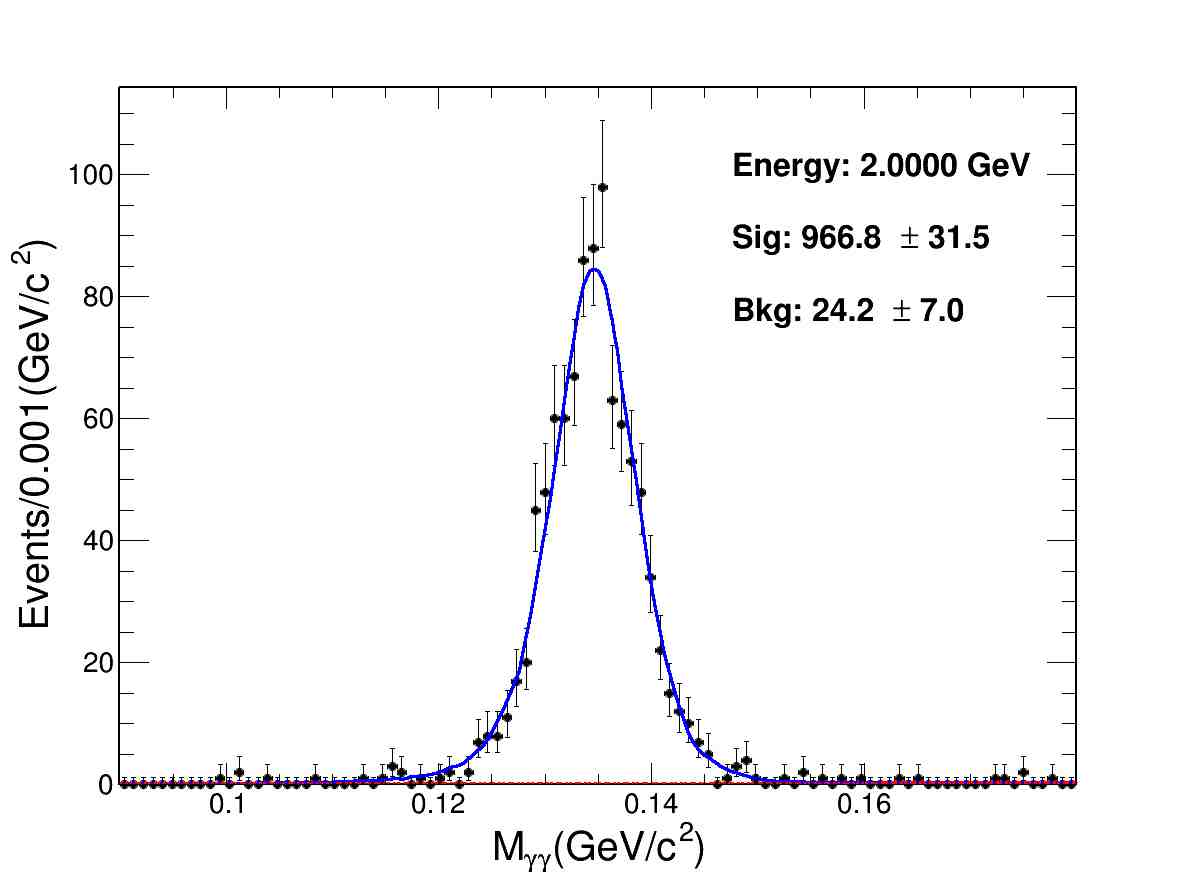 Energy: 2.0000 GeV
Sig: 966.8 ± 31.5
Bkg: 24.2 ± 7.0
100
80
60
40
20
0
0.1 0.12 0.14 0.16
Events/0.001(GeV/c²)
Mγγ(GeV/c²)